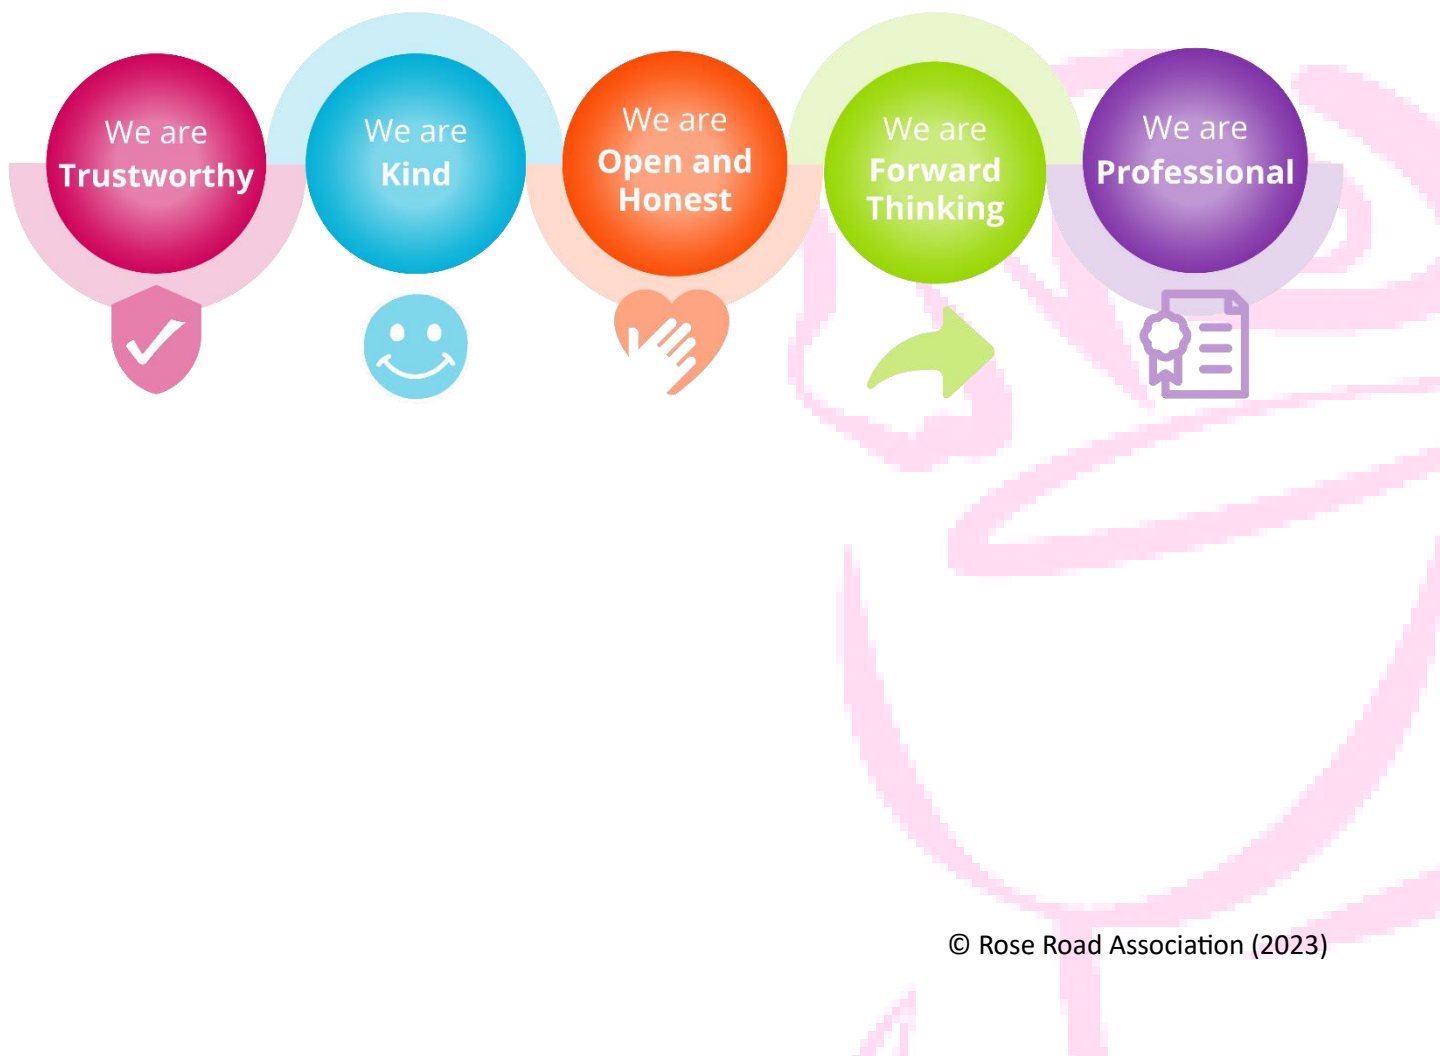 We are
Trustworthy
We are
Kind
We are
Open and
Honest
We are
Forward
Thinking
We are
Professional
© Rose Road Association (2023)